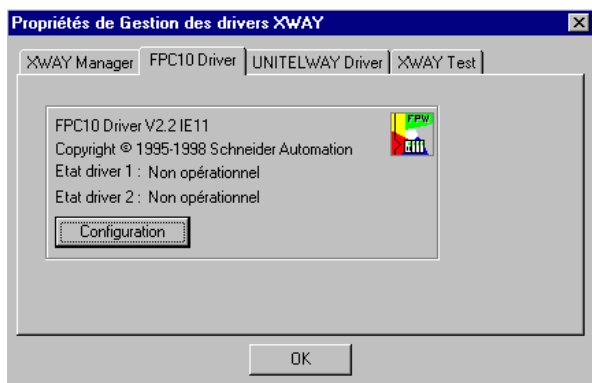 Propriétés de Gestion des drivers XWAY
XWAY Manager FPC10 Driver UNITELWAY Driver XWAY Test
FPC10 Driver V2.2 IE11
FPW
Copyright © 1995-1998 Schneider Automation
Etat driver 1 : Non opérationnel
Etat driver 2 : Non opérationnel
Configuration
OK